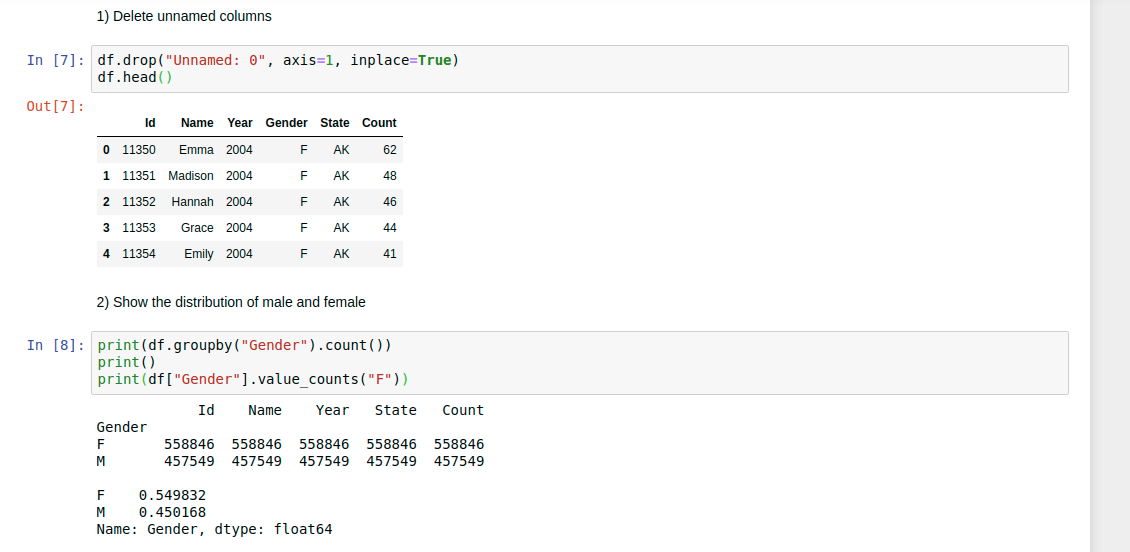 1) Delete unnamed columns
In [7]: df.drop("Unnamed: 0", axis=1, inplace=True)
df.head()
Out[7]:
Id Name Year Gender State Count
0 11350 Emma 2004 F AK 62
1 11351 Madison 2004 F AK 48
2 11352 Hannah 2004 F AK 46
3 11353 Grace 2004 F AK 44
4 11354 Emily 2004 F AK 41
2) Show the distribution of male and female
In [8]: print(df.groupby("Gender").count())
print()
print(df["Gender"].value_counts("F"))
Id Name Year State Count
Gender
F 558846 558846 558846 558846 558846
M 457549 457549 457549 457549 457549
F 0.549832
M 0.450168
Name: Gender, dtype: float64